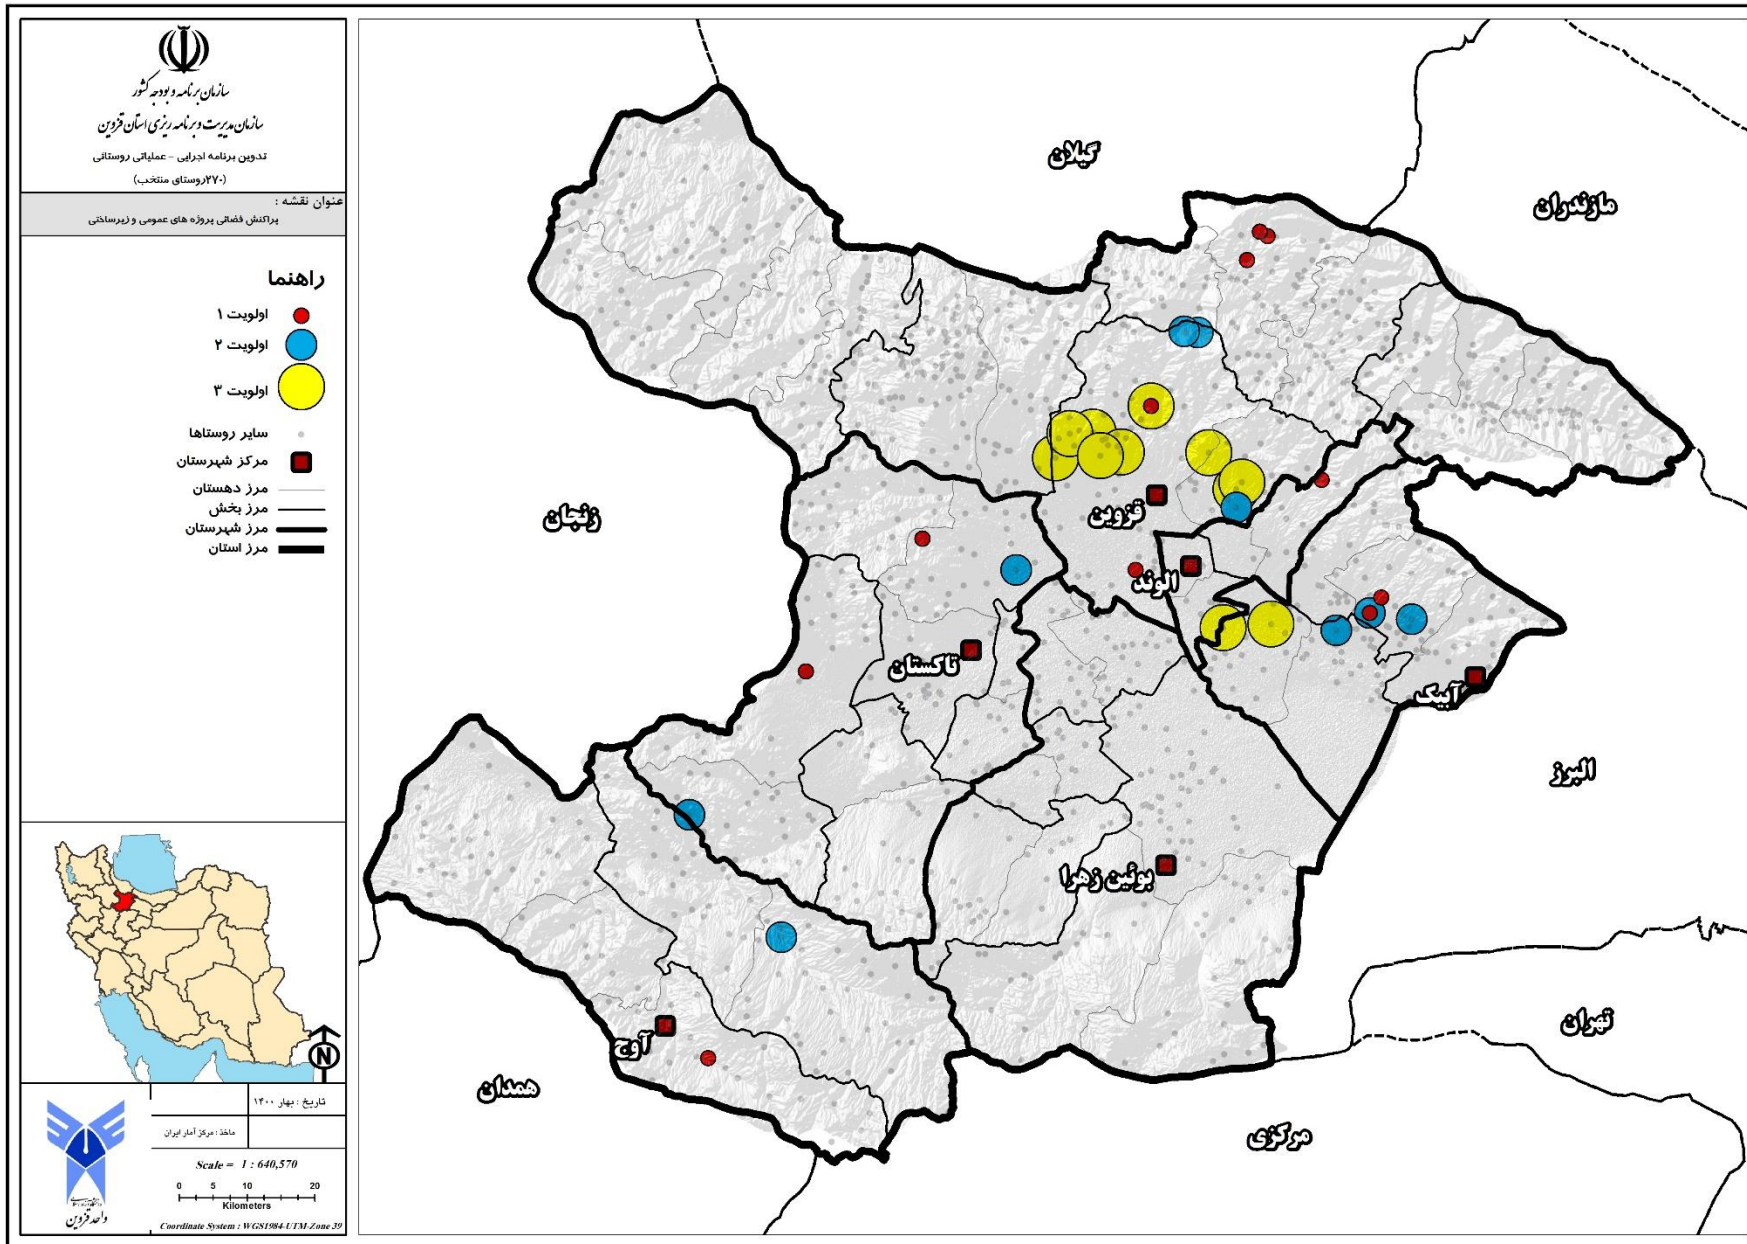 سازمان برنامه و بودجه کشور
سازمان مدیریت و برنامه ریزی استان قزوین
تدوین برنامه اجرایی - عملیاتی روستائی
(۲۷۰روستای منتخب)
عنوان نقشه :
پراکنش فضائی پروژه های عمومی و زیرساختی
راهنما
اولویت ۱
اولویت ۲
اولویت ۳
سایر روستاها
مرکز شهرستان
مرز دهستان
مرز بخش
مرز شهرستان
مرز استان
N
تاریخ : بهار ۱۴۰۰
ماخذ : مرکز آمار ایران
Scale = 1 : 640,570
0 5 10 20
Kilometers
Coordinate System : WGS1984-UTM-Zone 39
واحد قزوین
گیلان
مازندران
زنجان
قزوین
الوند
تاکستان
آبیک
البرز
بوئین زهرا
تهران
آوج
همدان
مرکزی